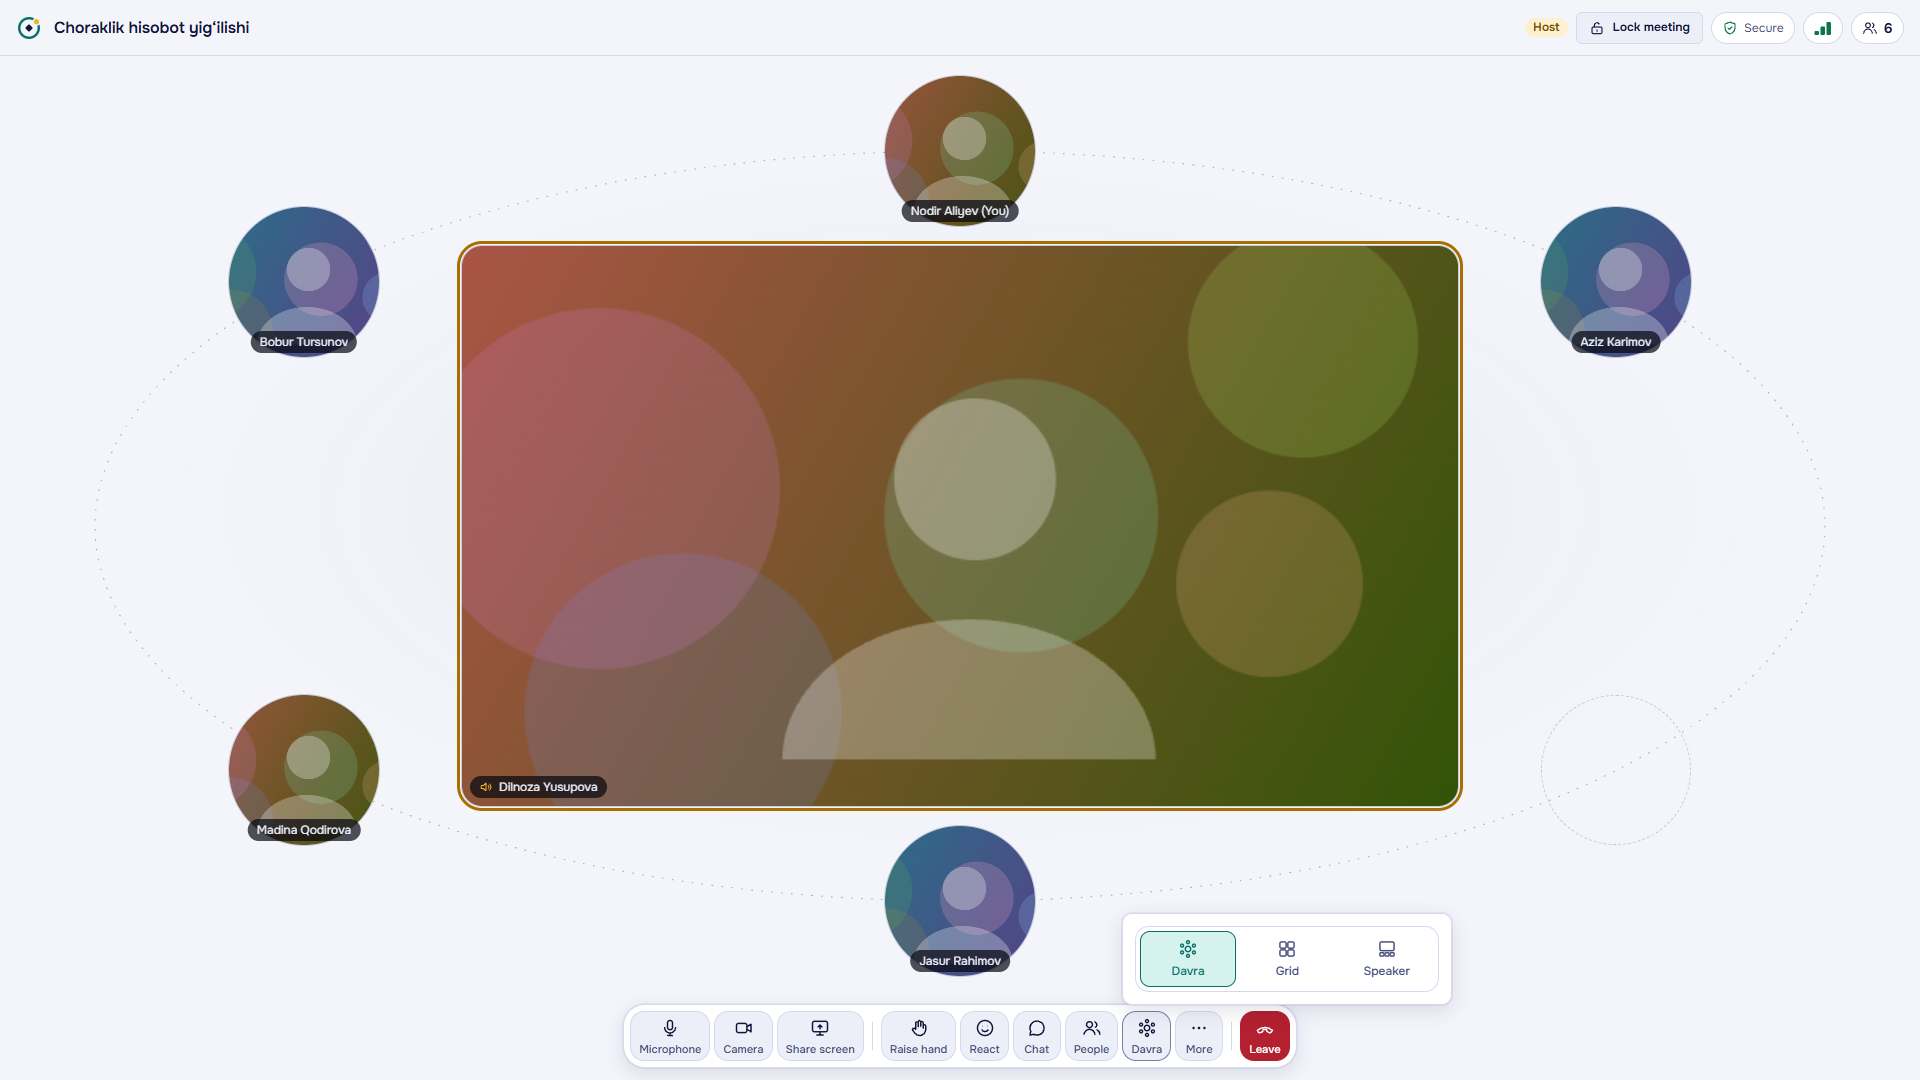 Choraklik hisobot yig‘ilishi
Host
Lock meeting
Secure
6
Nodir Aliyev (You)
Bobur Tursunov
Aziz Karimov
Dilnoza Yusupova
Madina Qodirova
Jasur Rahimov
Davra
Grid
Speaker
Microphone
Camera
Share screen
Raise hand
React
Chat
People
Davra
More
Leave